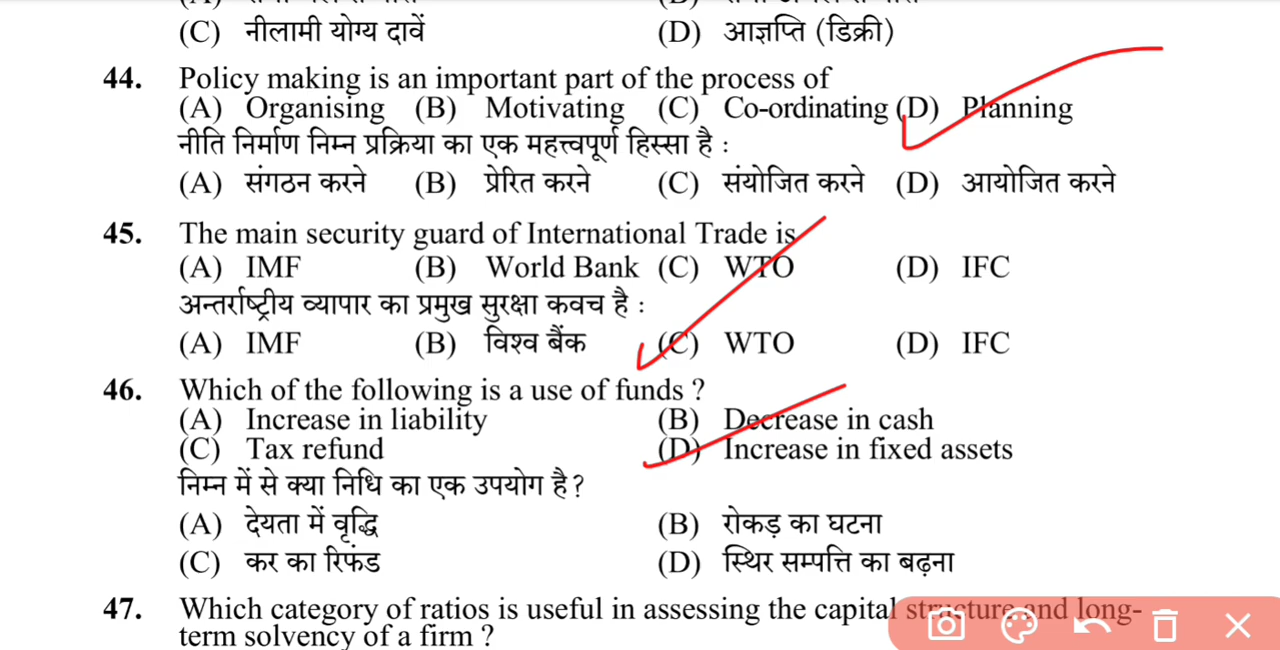 (C) नीलामी योग्य दावें (D) आज्ञप्ति (डिक्री)
44. Policy making is an important part of the process of
(A) Organising (B) Motivating (C) Co-ordinating (D) Planning
नीति निर्माण निम्न प्रक्रिया का एक महत्त्वपूर्ण हिस्सा है :
(A) संगठन करने (B) प्रेरित करने (C) संयोजित करने (D) आयोजित करने
45. The main security guard of International Trade is
(A) IMF (B) World Bank (C) WTO (D) IFC
अन्तर्राष्ट्रीय व्यापार का प्रमुख सुरक्षा कवच है :
(A) IMF (B) विश्व बैंक (C) WTO (D) IFC
46. Which of the following is a use of funds ?
(A) Increase in liability (B) Decrease in cash
(C) Tax refund (D) Increase in fixed assets
निम्न में से क्या निधि का एक उपयोग है ?
(A) देयता में वृद्धि (B) रोकड़ का घटना
(C) कर का रिफंड (D) स्थिर सम्पत्ति का बढ़ना
47. Which category of ratios is useful in assessing the capital structure and long-
term solvency of a firm ?